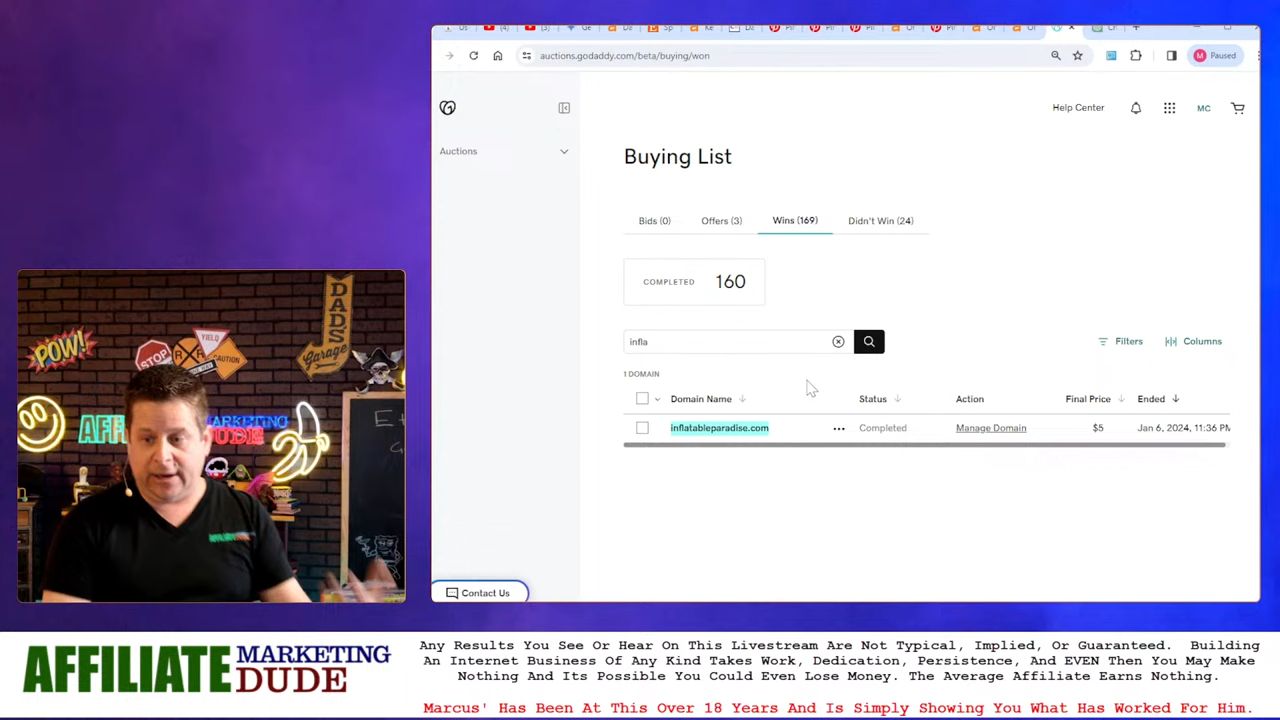 auctions.godaddy.com/beta/buying/won
Paused
Help Center
MC
Auctions
Buying List
Bids (0)
Offers (3)
Wins (169)
Didn't Win (24)
COMPLETED 160
infla
Filters
Columns
1 DOMAIN
Domain Name
Status
Action
Final Price
Ended
inflatableparadise.com
Completed
Manage Domain
$5
Jan 6, 2024, 11:36 PM
Contact Us
POW!
STOP
YIELD
CAUTION
DADS
Garage
MARKETING
DUDE
AFFILIATE MARKETING DUDE
Any Results You See Or Hear On This Livestream Are Not Typical, Implied, Or Guaranteed. Building
An Internet Business Of Any Kind Takes Work, Dedication, Persistence, And EVEN Then You May Make
Nothing And Its Possible You Could Even Lose Money. The Average Affiliate Earns Nothing.
Marcus' Has Been At This Over 18 Years And Is Simply Showing You What Has Worked For Him.